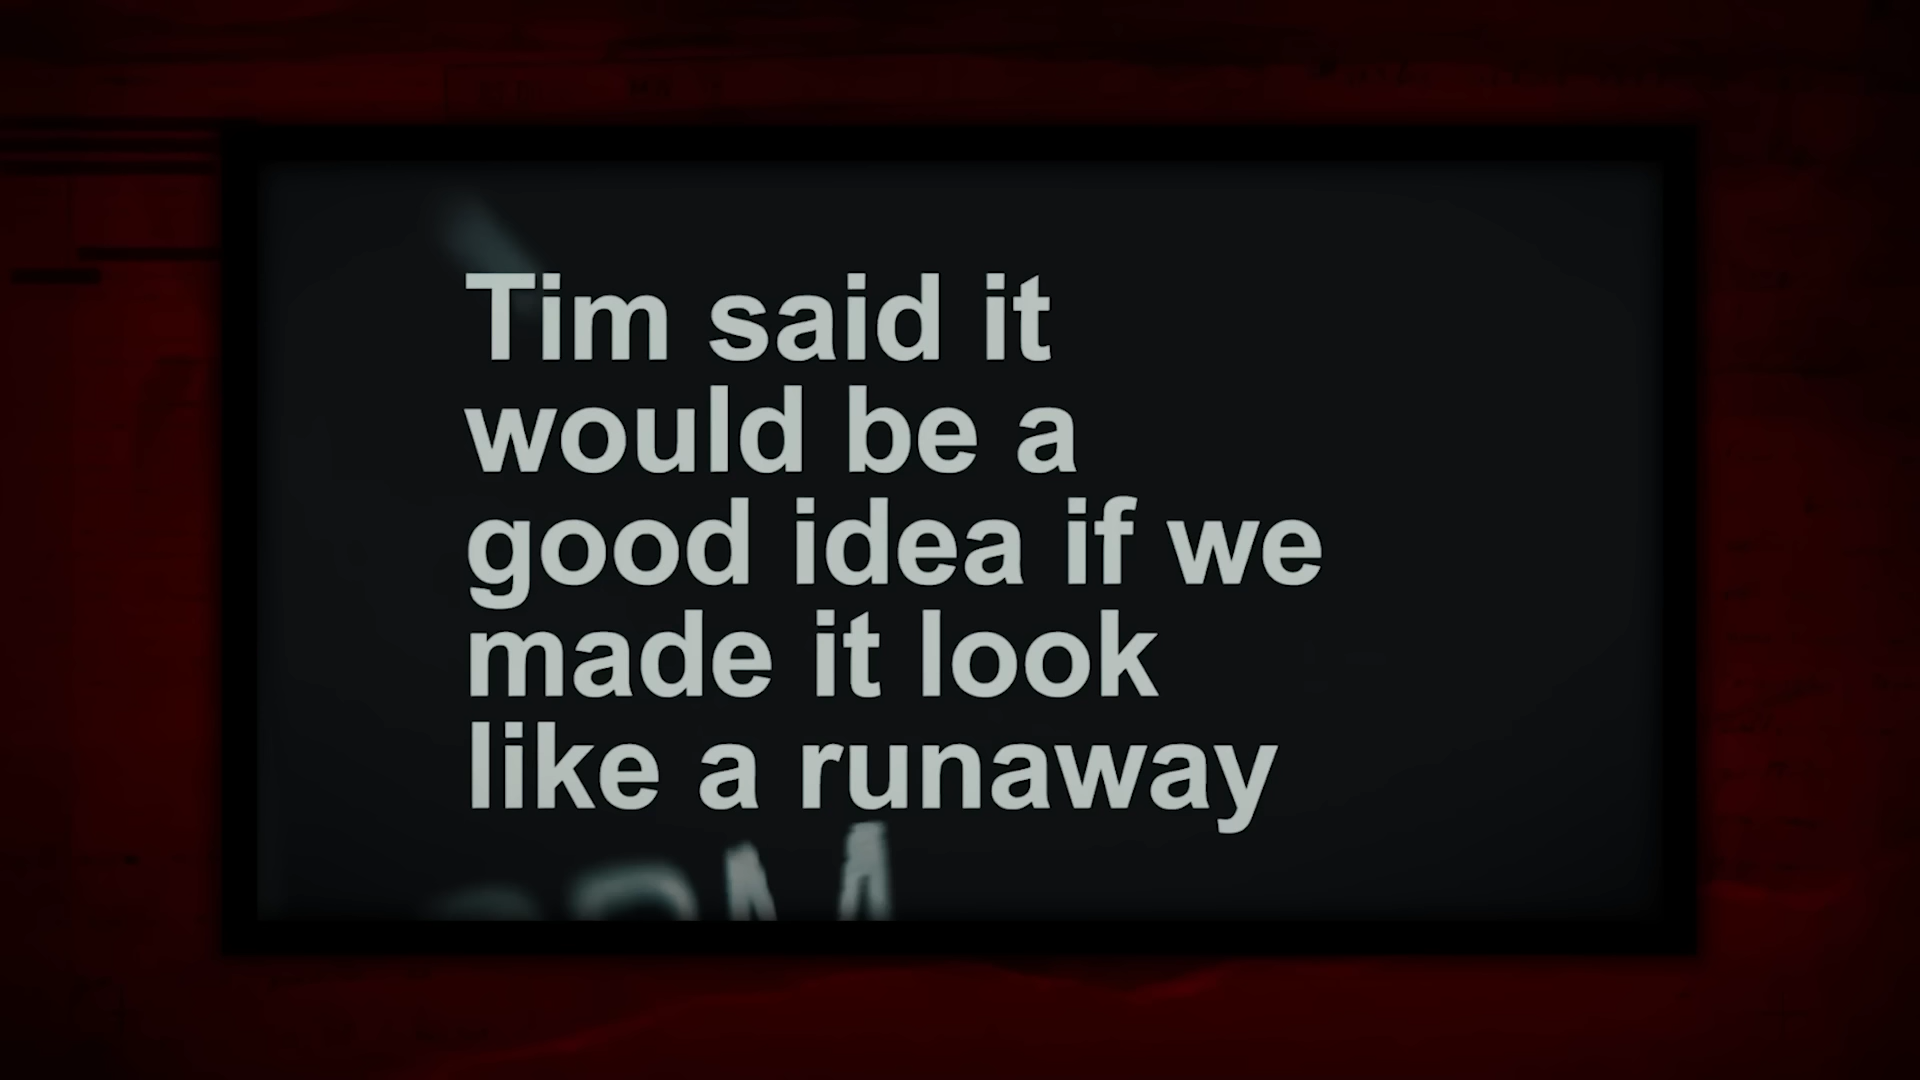 Tim said it
would be a
good idea if we
made it look
like a runaway